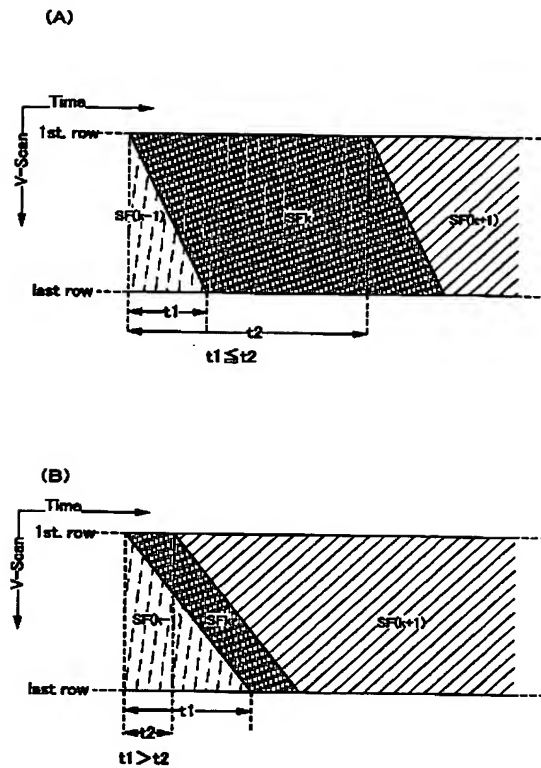 (A)
Time
1st. row
V-Scan
SF(k-1)
SFk
SF(k+1)
last row
t1
t2
t1≦t2
(B)
Time
1st. row
V-Scan
SF(k-1)
SFk
SF(k+1)
last row
t1
t2
t1>t2